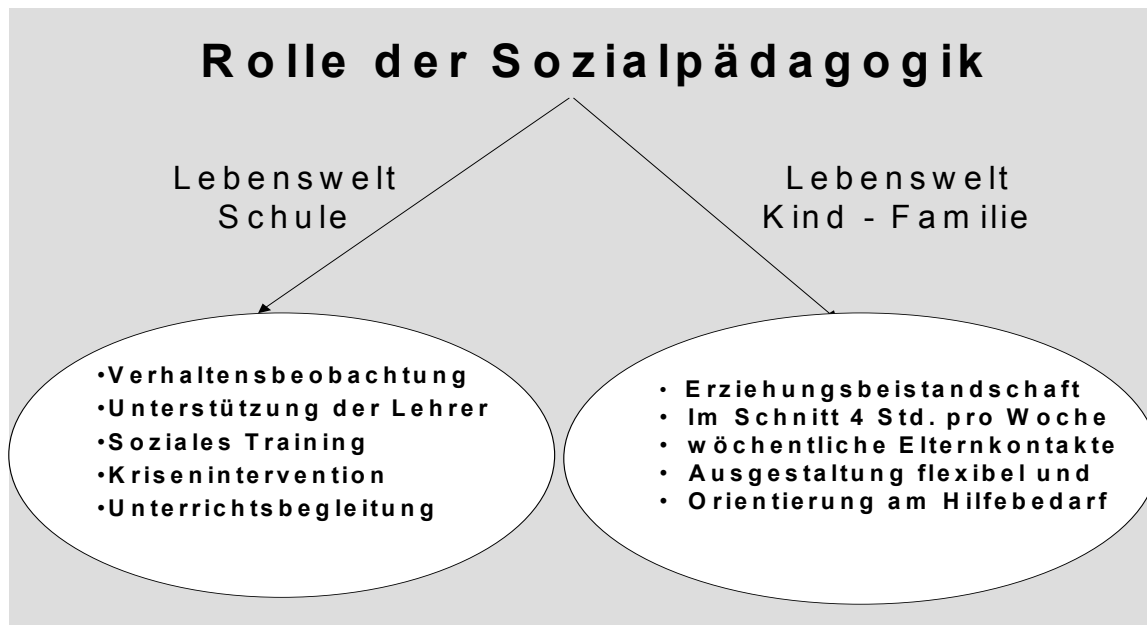 Rolle der Sozialpädagogik
Lebenswelt
Schule
Lebenswelt
Kind - Familie
•Verhaltensbeobachtung
•Unterstützung der Lehrer
•Soziales Training
•Krisenintervention
•Unterrichtsbegleitung
• Erziehungsbeistandschaft
• Im Schnitt 4 Std. pro Woche
• wöchentliche Elternkontakte
• Ausgestaltung flexibel und
• Orientierung am Hilfebedarf